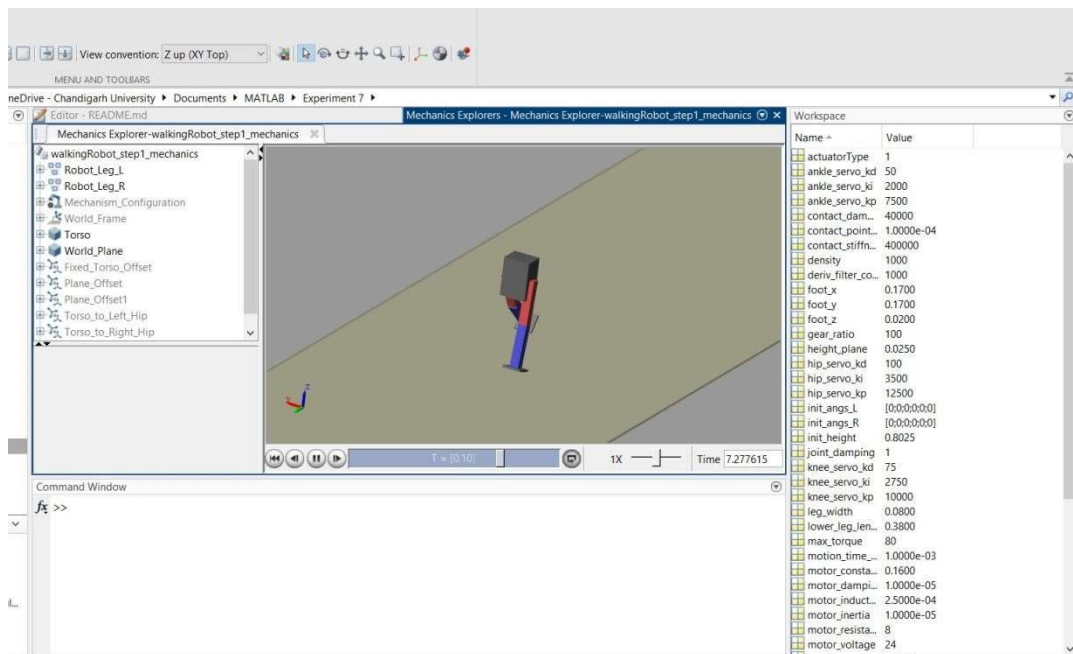 View convention: Z up (XY Top)
MENU AND TOOLBARS
neDrive - Chandigarh University ▸ Documents ▸ MATLAB ▸ Experiment 7 ▸
Editor - README.md
Mechanics Explorers - Mechanics Explorer-walkingRobot_step1_mechanics
Mechanics Explorer-walkingRobot_step1_mechanics
walkingRobot_step1_mechanics
Robot_Leg_L
Robot_Leg_R
Mechanism_Configuration
World_Frame
Torso
World_Plane
Fixed_Torso_Offset
Plane_Offset
Plane_Offset1
Torso_to_Left_Hip
Torso_to_Right_Hip
z
x
T = [0,10]
1X
Time 7.277615
Command Window
fx >>
Workspace
Name Value
actuatorType 1
ankle_servo_kd 50
ankle_servo_ki 2000
ankle_servo_kp 7500
contact_dam... 40000
contact_point... 1.0000e-04
contact_stiffn... 400000
density 1000
deriv_filter_co... 1000
foot_x 0.1700
foot_y 0.1700
foot_z 0.0200
gear_ratio 100
height_plane 0.0250
hip_servo_kd 100
hip_servo_ki 3500
hip_servo_kp 12500
init_angs_L [0;0;0;0;0;0]
init_angs_R [0;0;0;0;0;0]
init_height 0.8025
joint_damping 1
knee_servo_kd 75
knee_servo_ki 2750
knee_servo_kp 10000
leg_width 0.0800
lower_leg_len... 0.3800
max_torque 80
motion_time_... 1.0000e-03
motor_consta... 0.1600
motor_dampi... 1.0000e-05
motor_induct... 2.5000e-04
motor_inertia 1.0000e-05
motor_resista... 8
motor_voltage 24